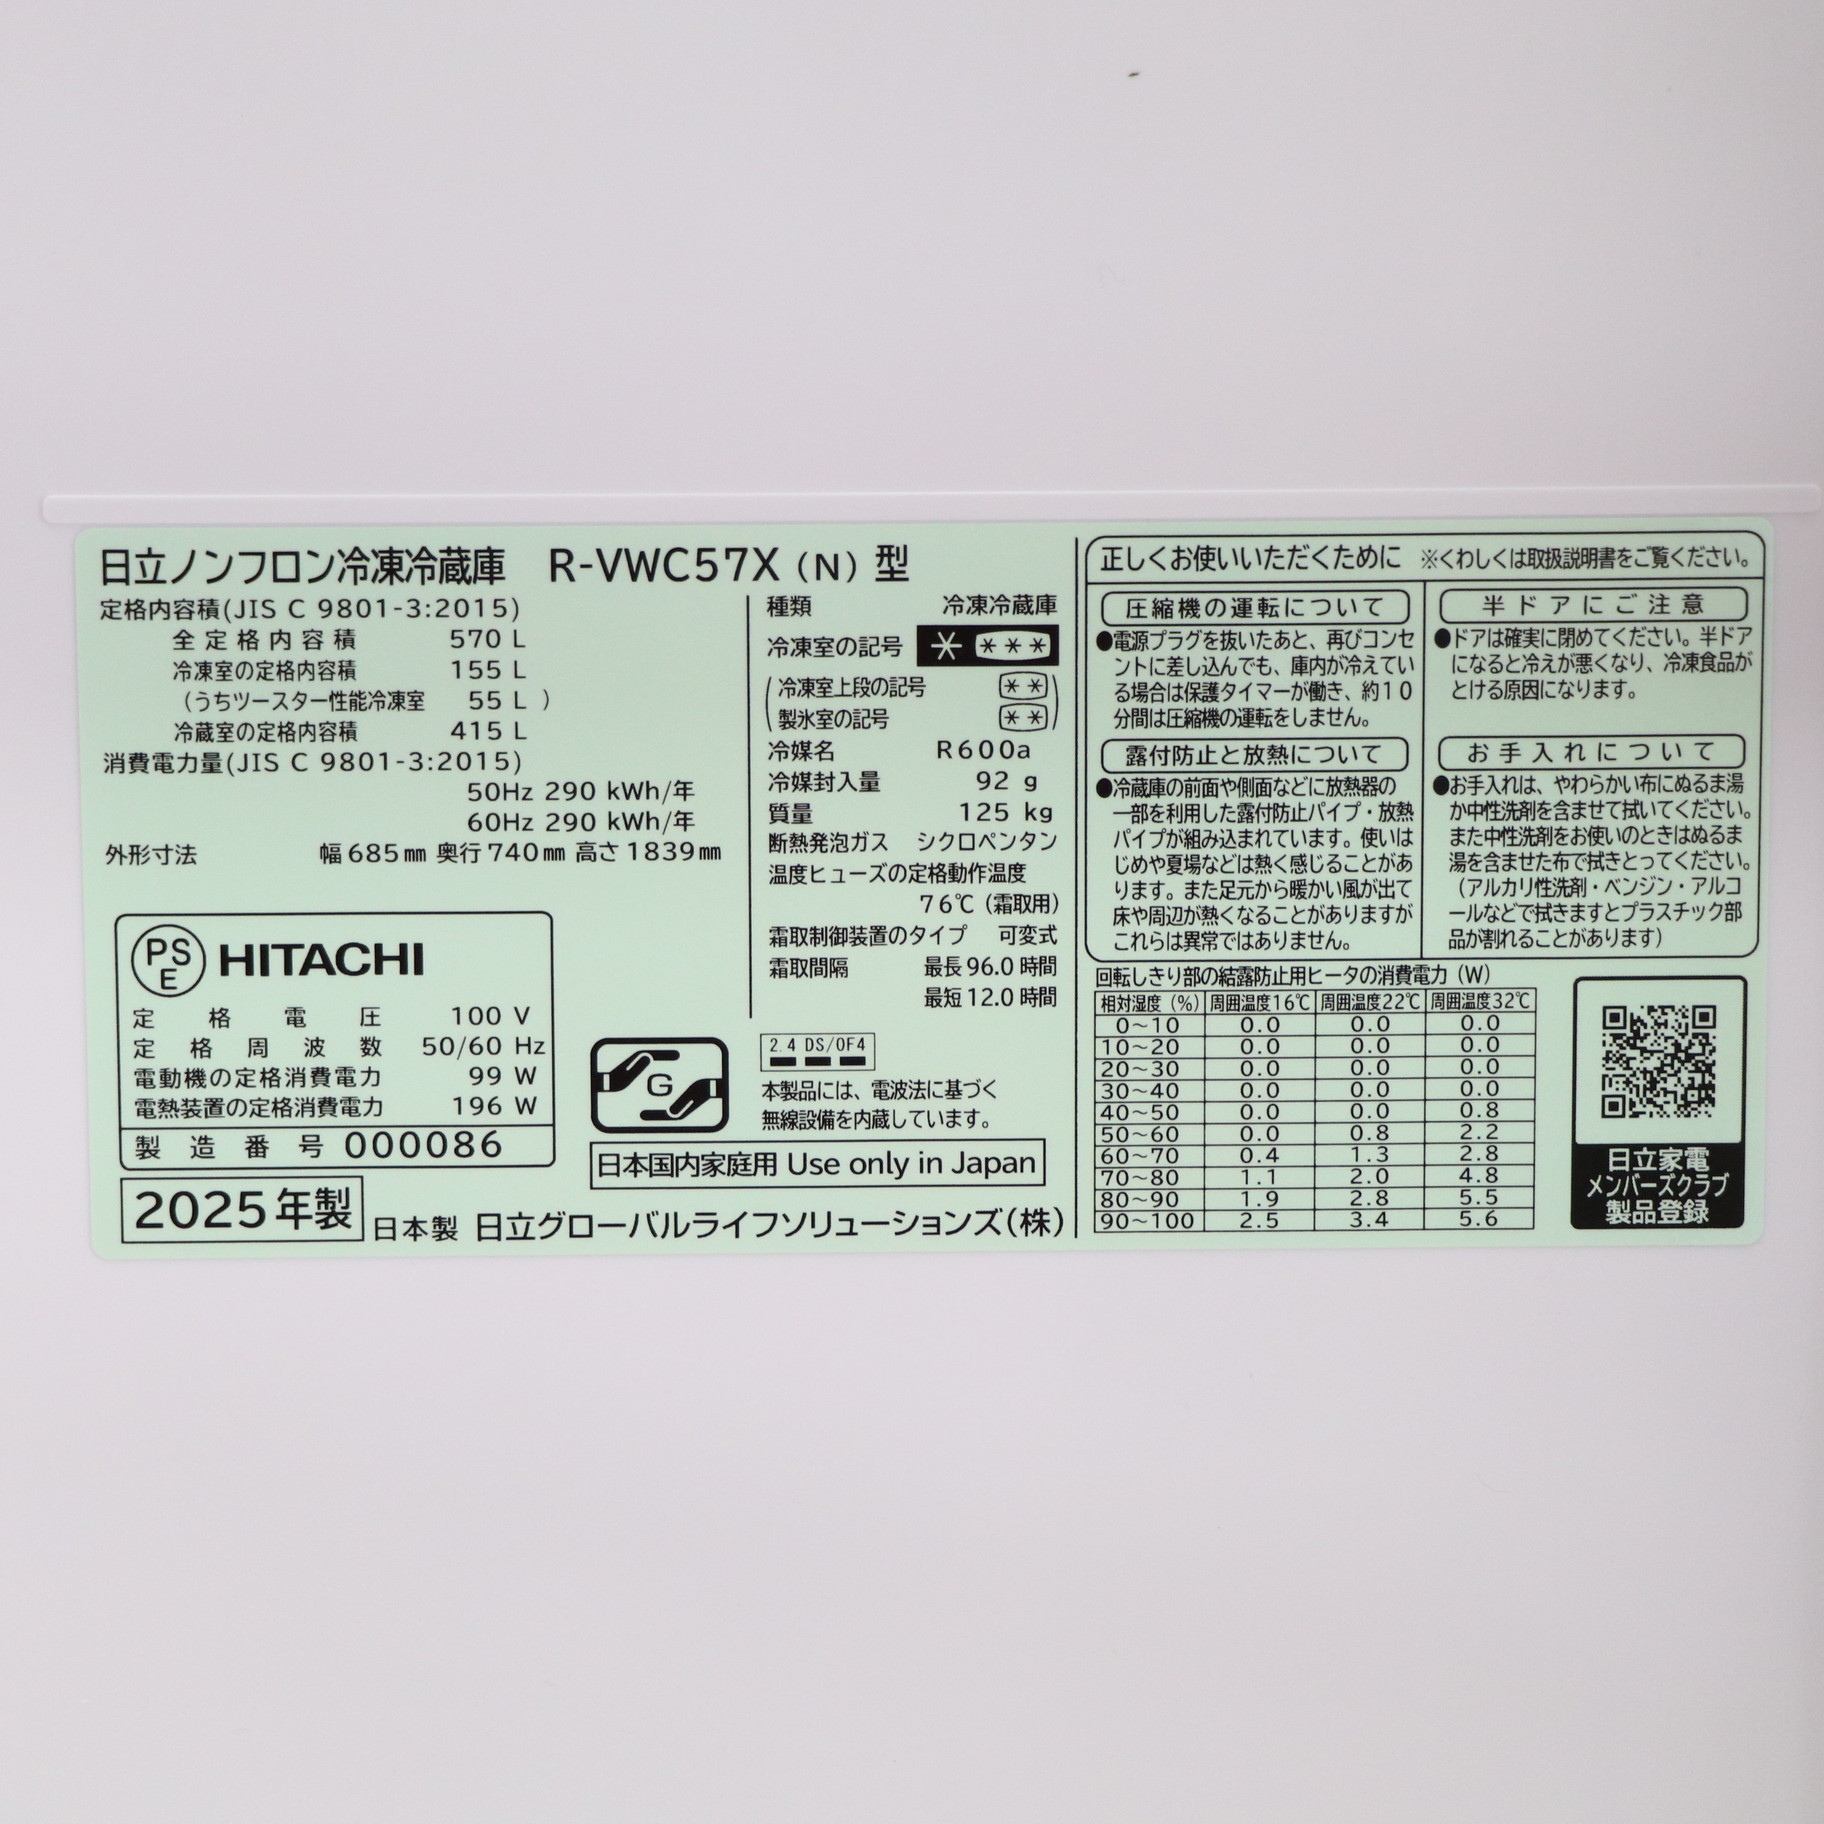 日立ノンフロン冷凍冷蔵庫 R-VWC57X (N) 型
定格内容積(JIS C 9801-3:2015)
全定格内容積 570 L
冷凍室の定格内容積 155 L
(うちツースター性能冷凍室 55 L )
冷蔵室の定格内容積 415 L
消費電力量(JIS C 9801-3:2015)
50Hz 290 kWh/年
60Hz 290 kWh/年
外形寸法 幅685㎜ 奥行740㎜ 高さ1839㎜
PS
E
HITACHI
定格電圧 100 V
定格周波数 50/60 Hz
電動機の定格消費電力 99 W
電熱装置の定格消費電力 196 W
製造番号 000086
2025年製
日本製 日立グローバルライフソリューションズ(株)
種類 冷凍冷蔵庫
冷凍室の記号 * ***
(冷凍室上段の記号 **)
(製氷室の記号 **)
冷媒名 R600a
冷媒封入量 92 g
質量 125 kg
断熱発泡ガス シクロペンタン
温度ヒューズの定格動作温度
76℃ (霜取用)
霜取制御装置のタイプ 可変式
霜取間隔 最長96.0時間
最短12.0時間
G
2.4 DS/OF4
本製品には、電波法に基づく
無線設備を内蔵しています。
日本国内家庭用 Use only in Japan
正しくお使いいただくために ※くわしくは取扱説明書をご覧ください。
圧縮機の運転について
●電源プラグを抜いたあと、再びコンセ
ントに差し込んでも、庫内が冷えてい
る場合は保護タイマーが働き、約10
分間は圧縮機の運転をしません。
露付防止と放熱について
●冷蔵庫の前面や側面などに放熱器の
一部を利用した露付防止パイプ・放熱
パイプが組み込まれています。使いは
じめや夏場などは熱く感じることがあ
ります。また足元から暖かい風が出て
床や周辺が熱くなることがありますが
これらは異常ではありません。
半ドアにご注意
●ドアは確実に閉めてください。半ドア
になると冷えが悪くなり、冷凍食品が
とける原因になります。
お手入れについて
●お手入れは、やわらかい布にぬるま湯
か中性洗剤を含ませて拭いてください。
また中性洗剤をお使いのときはぬるま
湯を含ませた布で拭きとってください。
(アルカリ性洗剤・ベンジン・アルコ
ールなどで拭きますとプラスチック部
品が割れることがあります)
回転しきり部の結露防止用ヒータの消費電力 (W)
相対湿度 (%) 周囲温度16℃ 周囲温度22℃ 周囲温度32℃
0~10 0.0 0.0 0.0
10~20 0.0 0.0 0.0
20~30 0.0 0.0 0.0
30~40 0.0 0.0 0.0
40~50 0.0 0.0 0.8
50~60 0.0 0.8 2.2
60~70 0.4 1.3 2.8
70~80 1.1 2.0 4.8
80~90 1.9 2.8 5.5
90~100 2.5 3.4 5.6
日立家電
メンバーズクラブ
製品登録